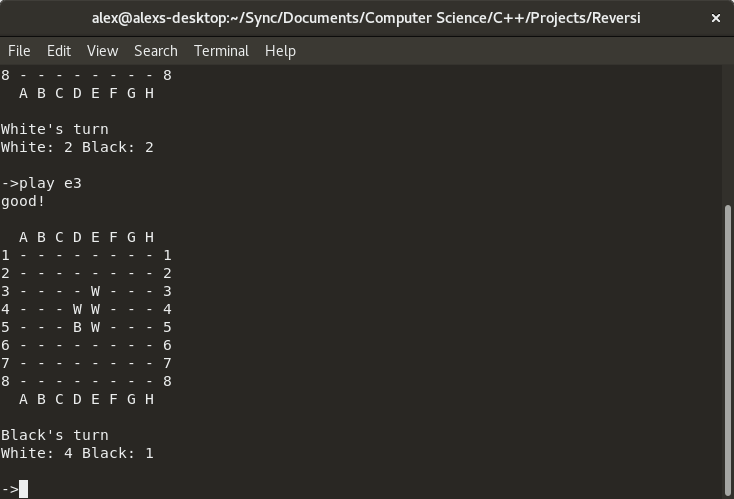 alex@alexs-desktop:~/Sync/Documents/Computer Science/C++/Projects/Reversi ×
File Edit View Search Terminal Help
8 - - - - - - - - 8
  A B C D E F G H
White's turn
White: 2 Black: 2
->play e3
good!
  A B C D E F G H
1 - - - - - - - - 1
2 - - - - - - - - 2
3 - - - - W - - - 3
4 - - - W W - - - 4
5 - - - B W - - - 5
6 - - - - - - - - 6
7 - - - - - - - - 7
8 - - - - - - - - 8
  A B C D E F G H
Black's turn
White: 4 Black: 1
->